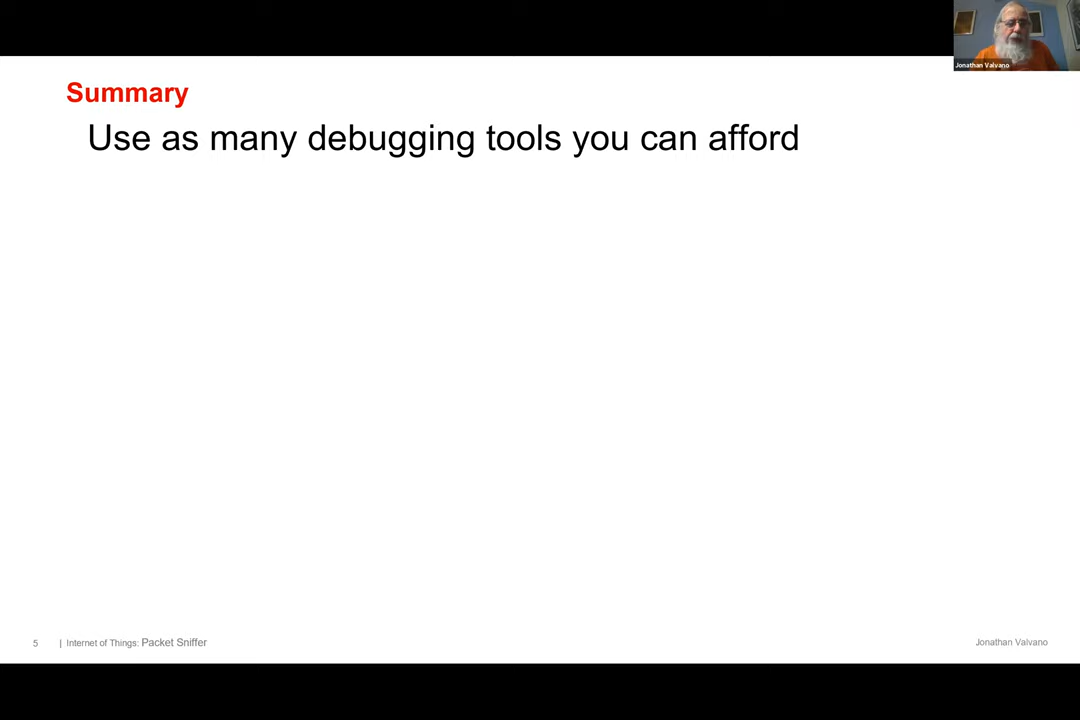 Jonathan Valvano
Summary
Use as many debugging tools you can afford
5 | Internet of Things: Packet Sniffer
Jonathan Valvano